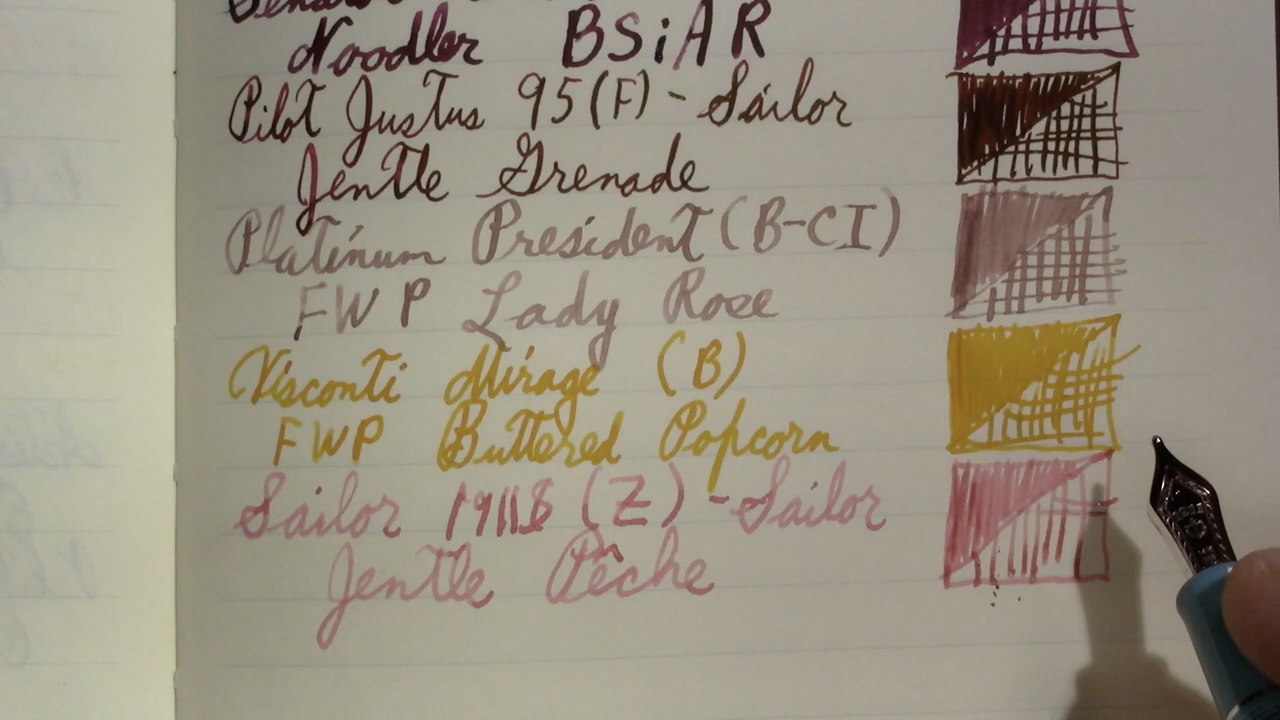 Noodler BSiAR
Pilot Justus 95(F) - Sailor
Jentle Grenade
Platinum President (B-CI)
FWP Lady Rose
Visconti Mirage (B)
FWP Buttered Popcorn
Sailor 1911S (Z) - Sailor
Jentle Pêche